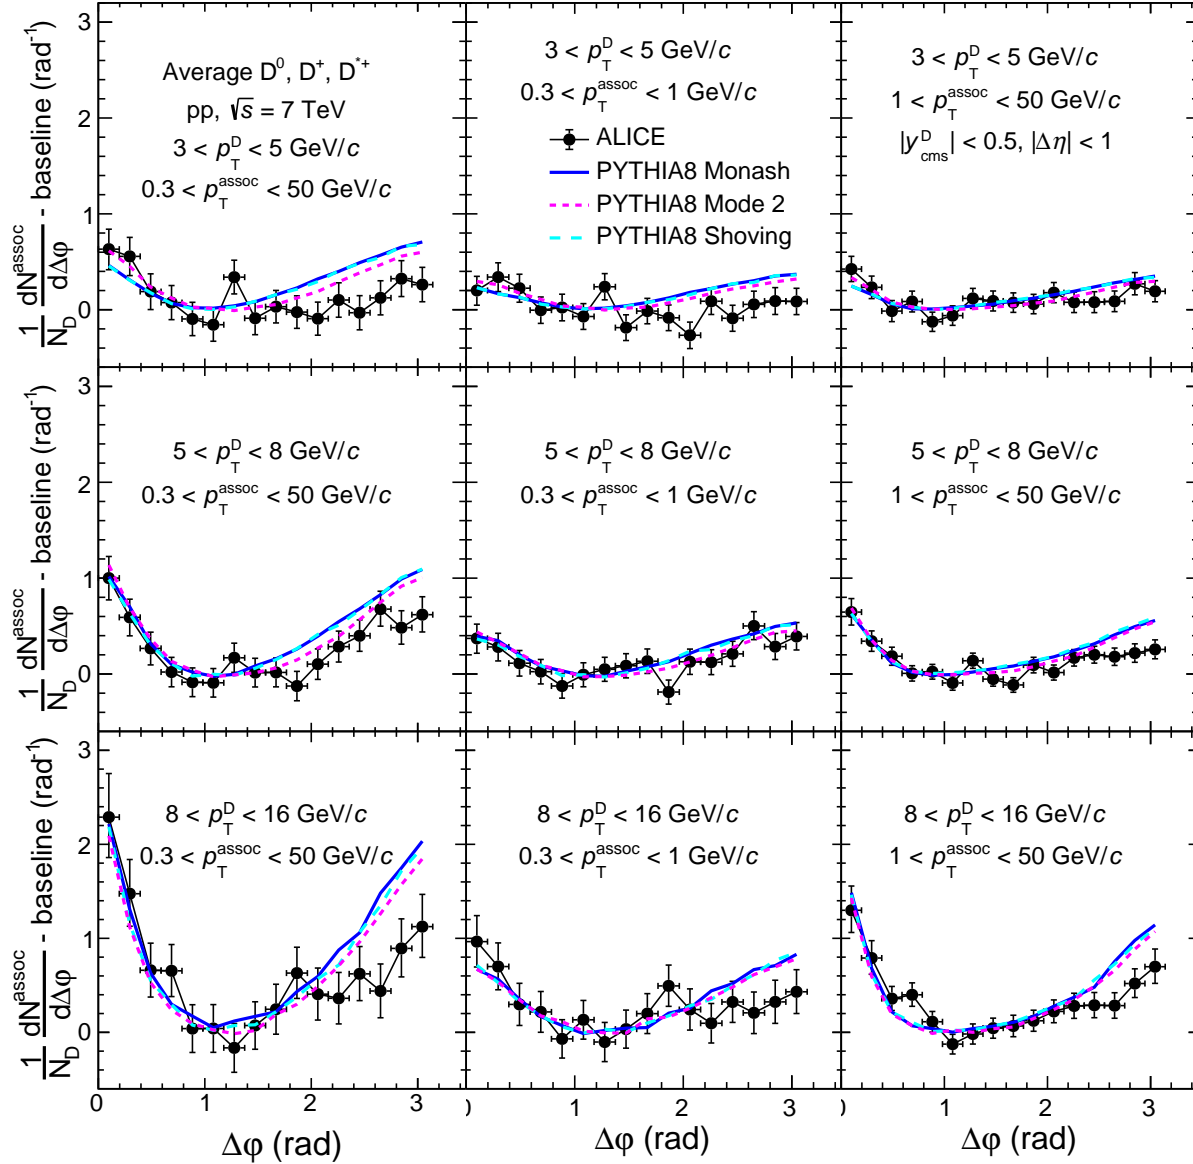 1/N_D dN^assoc/dΔφ - baseline (rad⁻¹)
3
2
1
0
Average D⁰, D⁺, D*⁺
pp, √s = 7 TeV
3 < p_T^D < 5 GeV/c
0.3 < p_T^assoc < 50 GeV/c
3 < p_T^D < 5 GeV/c
0.3 < p_T^assoc < 1 GeV/c
ALICE
PYTHIA8 Monash
PYTHIA8 Mode 2
PYTHIA8 Shoving
3 < p_T^D < 5 GeV/c
1 < p_T^assoc < 50 GeV/c
|y_cms^D| < 0.5, |Δη| < 1
1/N_D dN^assoc/dΔφ - baseline (rad⁻¹)
3
2
1
0
5 < p_T^D < 8 GeV/c
0.3 < p_T^assoc < 50 GeV/c
5 < p_T^D < 8 GeV/c
0.3 < p_T^assoc < 1 GeV/c
5 < p_T^D < 8 GeV/c
1 < p_T^assoc < 50 GeV/c
1/N_D dN^assoc/dΔφ - baseline (rad⁻¹)
3
2
1
0
8 < p_T^D < 16 GeV/c
0.3 < p_T^assoc < 50 GeV/c
8 < p_T^D < 16 GeV/c
0.3 < p_T^assoc < 1 GeV/c
8 < p_T^D < 16 GeV/c
1 < p_T^assoc < 50 GeV/c
0 1 2 3
0 1 2 3
0 1 2 3
Δφ (rad)
Δφ (rad)
Δφ (rad)